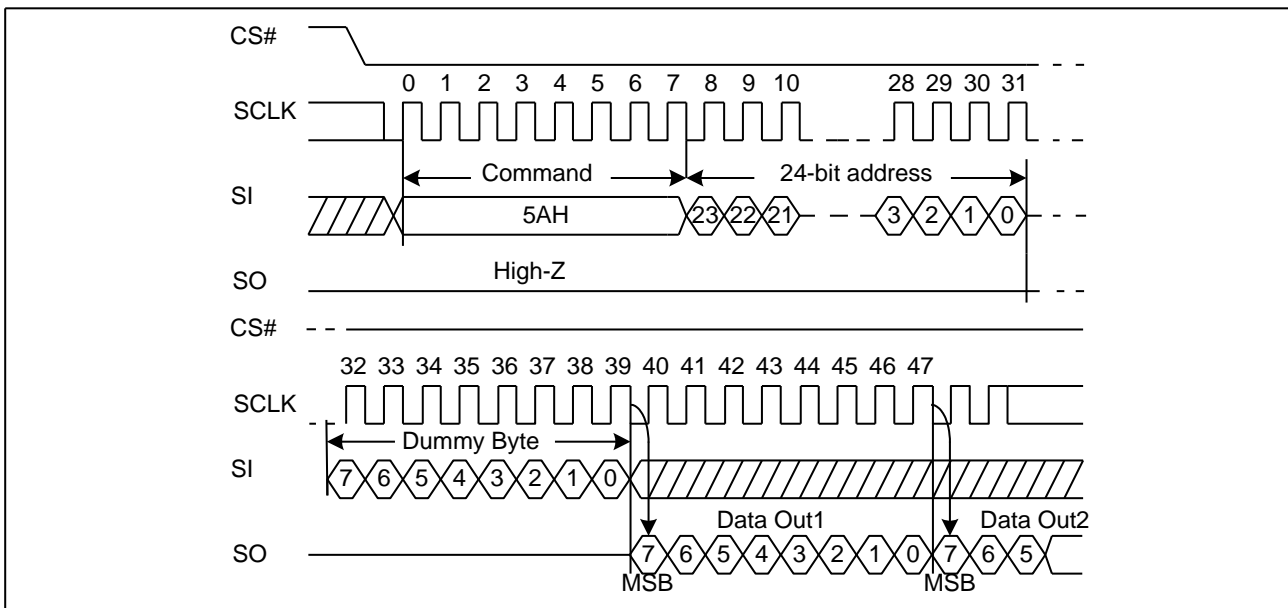 CS#
0 1 2 3 4 5 6 7 8 9 10 28 29 30 31
SCLK
Command 24-bit address
SI
5AH 23 22 21 3 2 1 0
High-Z
SO
CS#
32 33 34 35 36 37 38 39 40 41 42 43 44 45 46 47
SCLK
Dummy Byte
SI
7 6 5 4 3 2 1 0
Data Out1 Data Out2
SO
7 6 5 4 3 2 1 0 7 6 5
MSB MSB